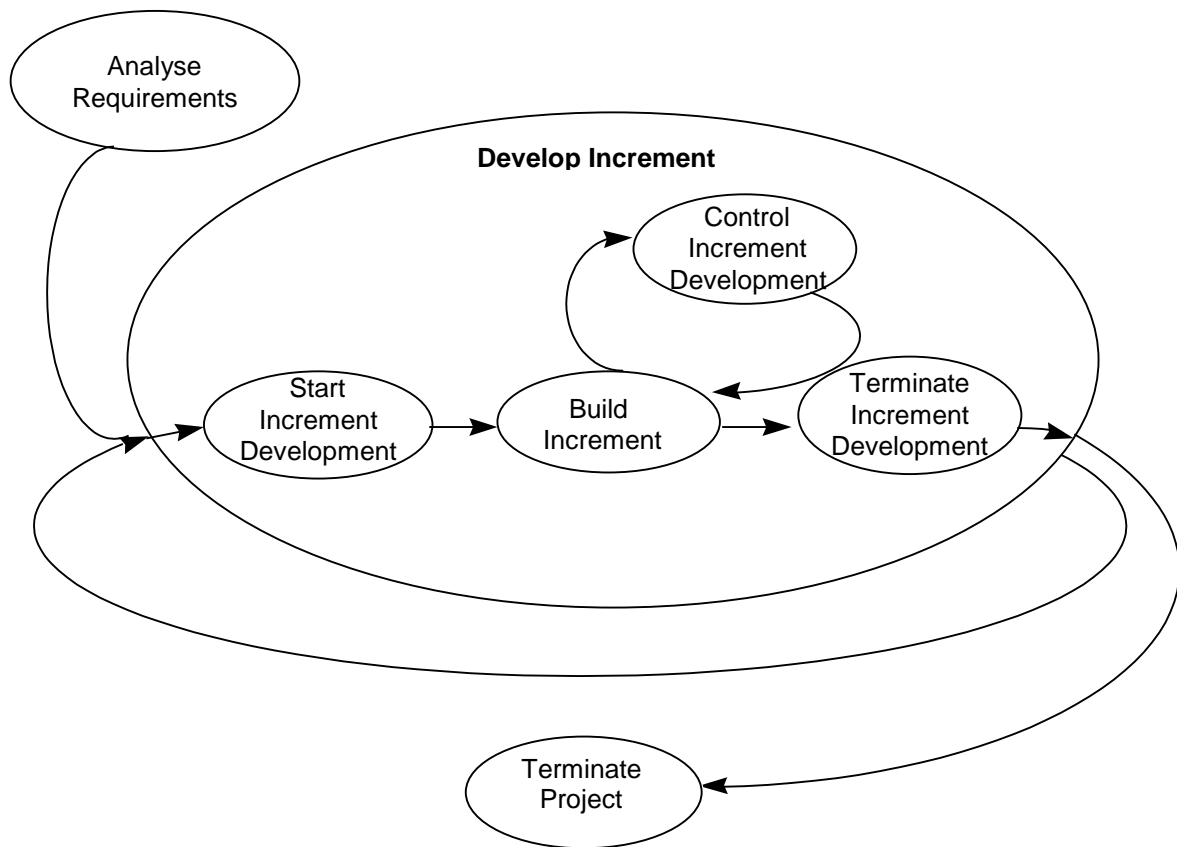 Analyse
Requirements
Develop Increment
Control
Increment
Development
Start
Increment
Development
Build
Increment
Terminate
Increment
Development
Terminate
Project